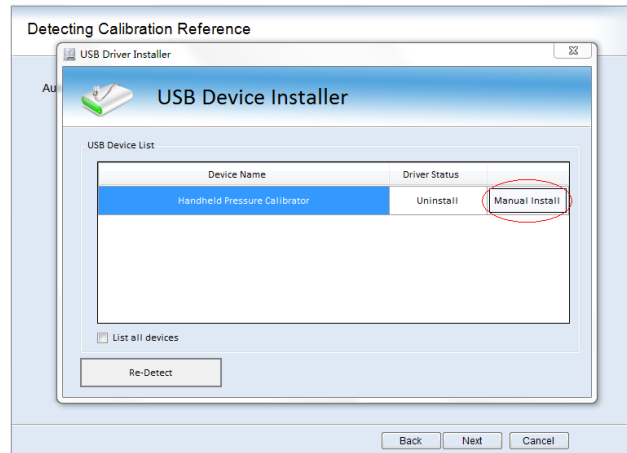 Detecting Calibration Reference
USB Driver Installer
Au
USB Device Installer
USB Device List
Device Name Driver Status
Handheld Pressure Calibrator Uninstall Manual Install
List all devices
Re-Detect
Back Next Cancel